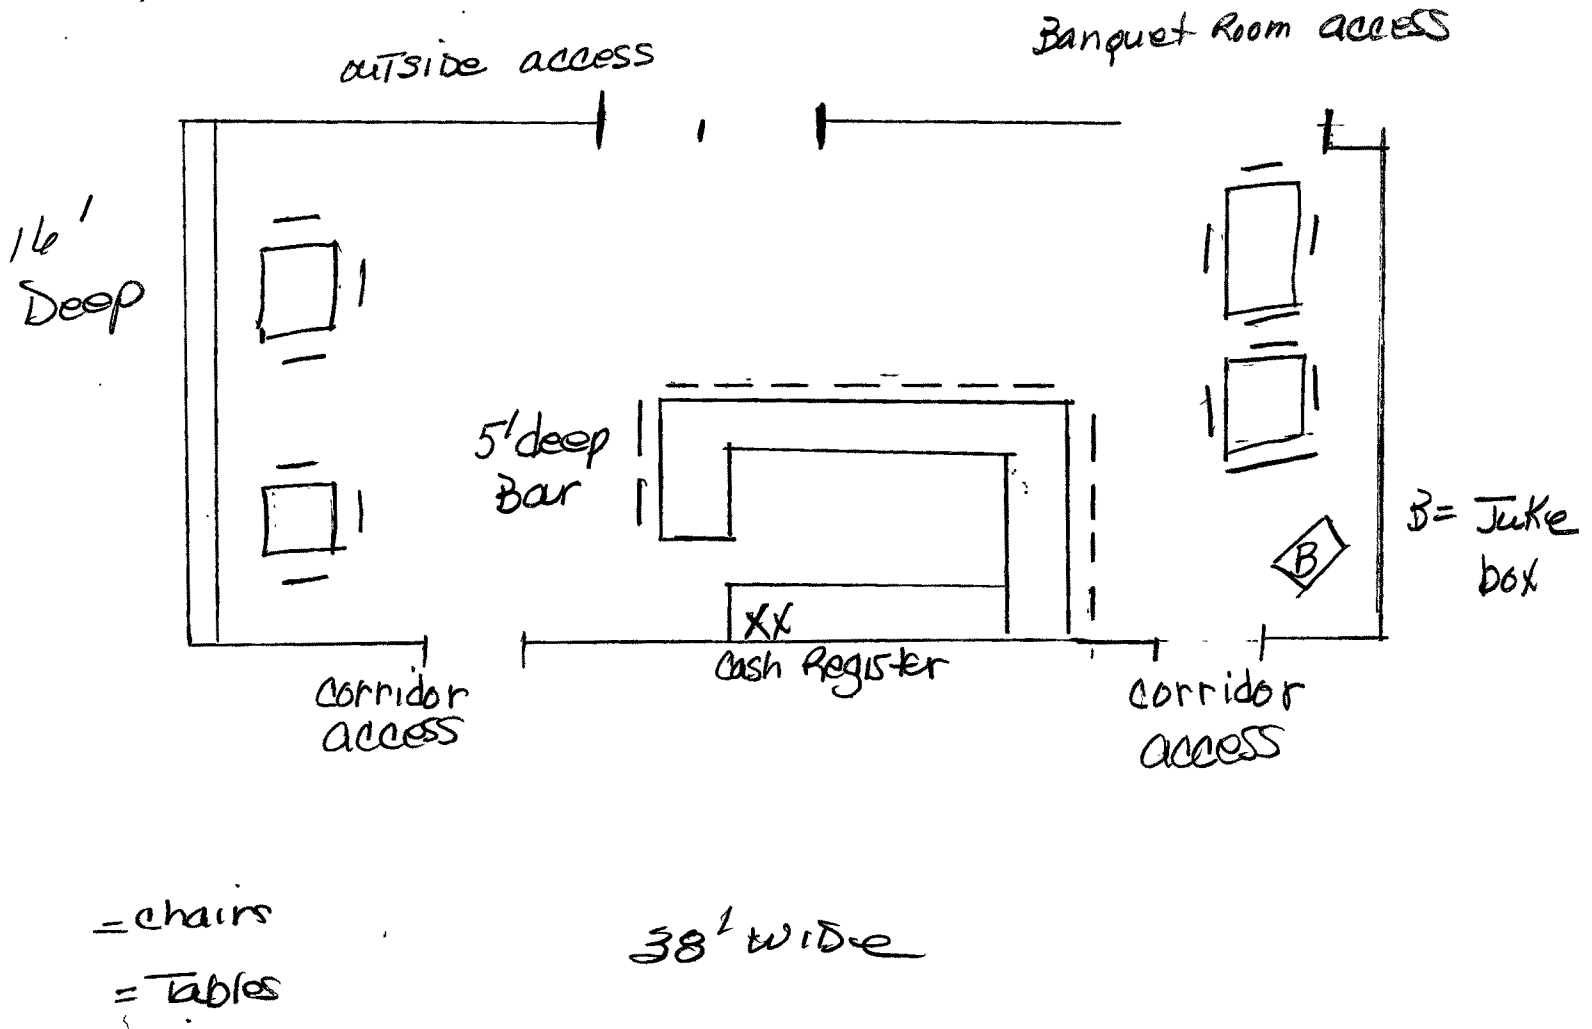 outside access
Banquet Room access
16'
Deep
5' deep
Bar
B = Juke
box
B
XX
Cash Register
corridor
access
corridor
access
= chairs
= Tables
38' wide